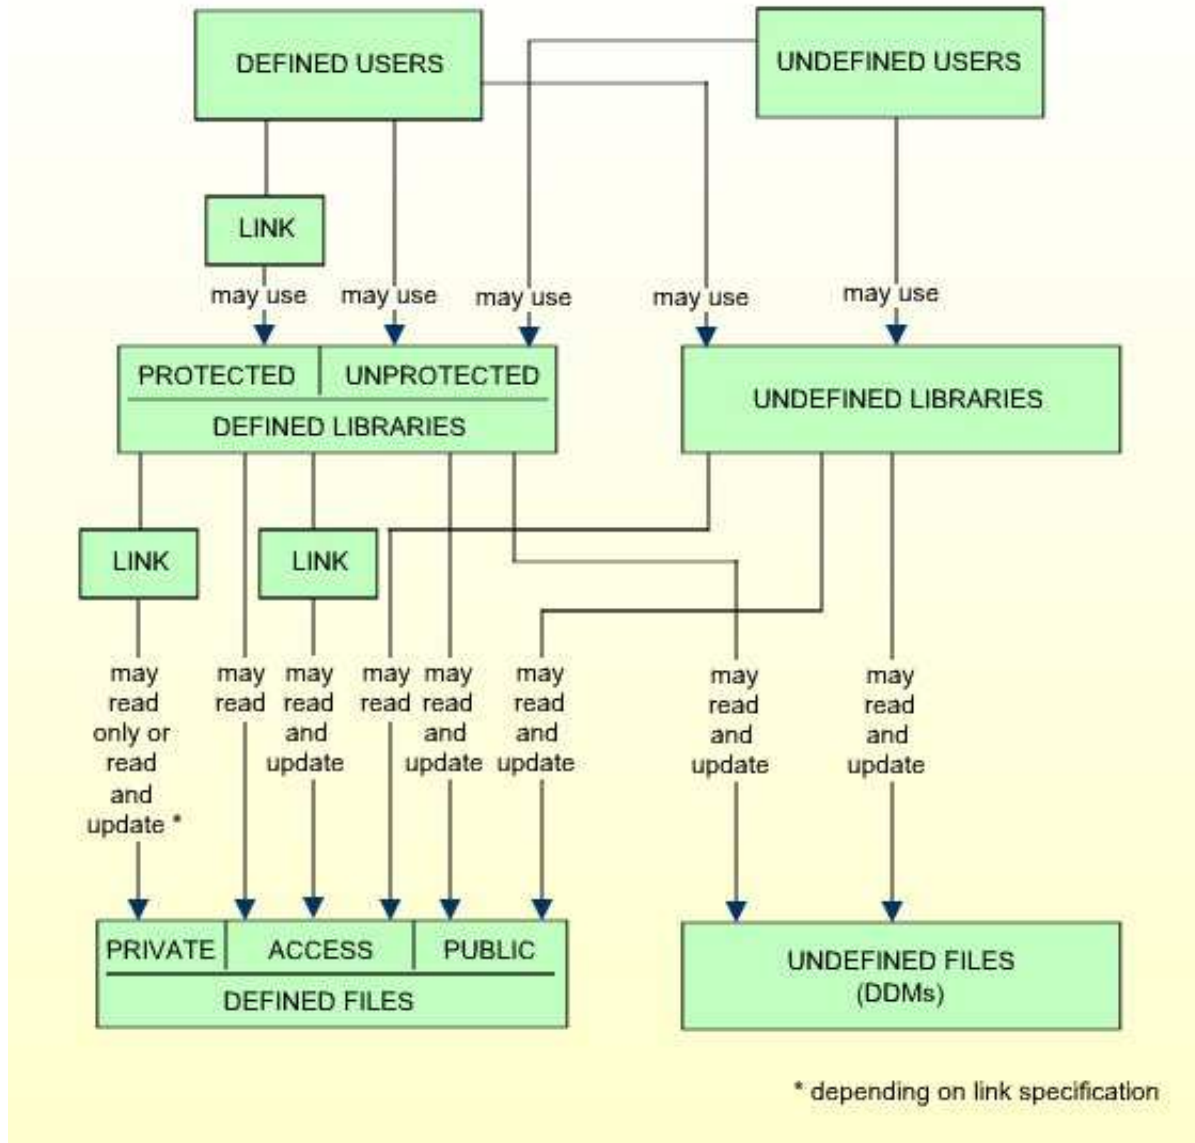 DEFINED USERS
UNDEFINED USERS
LINK
may use
may use
may use
may use
may use
PROTECTED
UNPROTECTED
DEFINED LIBRARIES
UNDEFINED LIBRARIES
LINK
LINK
may
read
only or
read
and
update *
may
read
may
read
and
update
may
read
may
read
and
update
may
read
and
update
may
read
and
update
may
read
and
update
PRIVATE
ACCESS
PUBLIC
DEFINED FILES
UNDEFINED FILES
(DDMs)
* depending on link specification